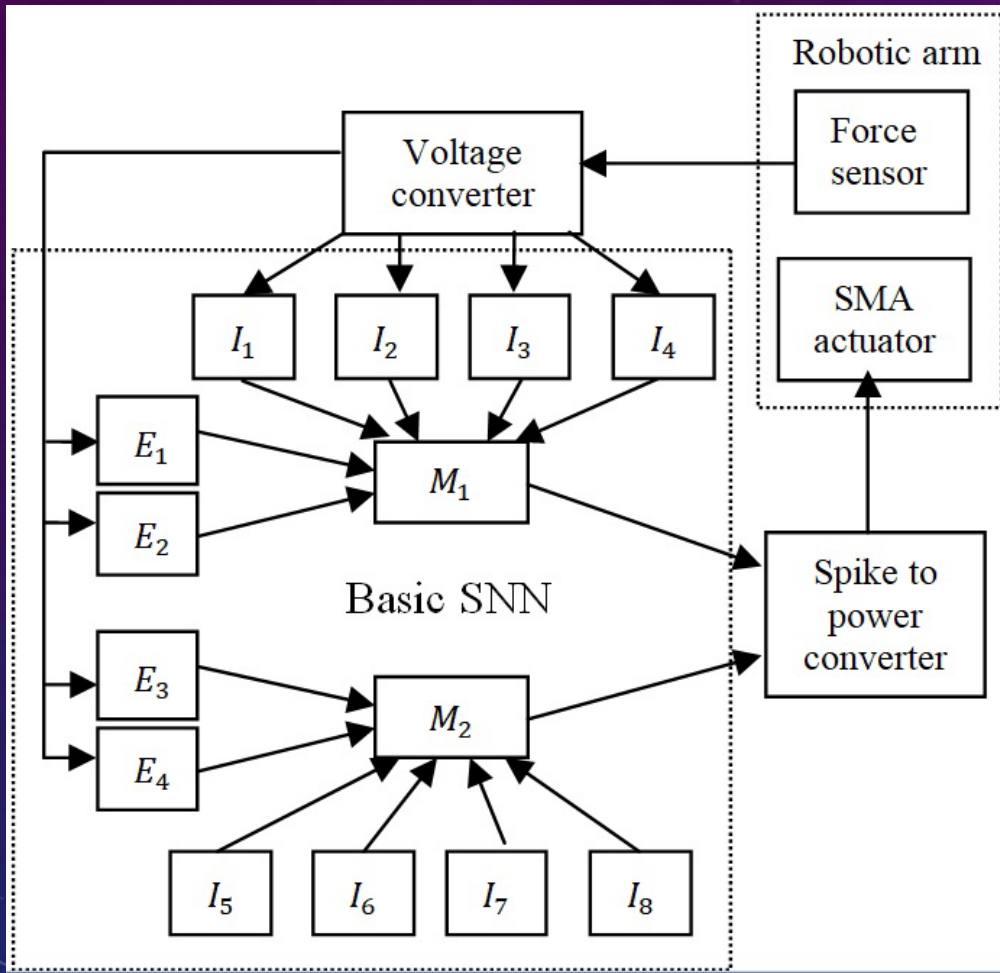 Robotic arm
Force
sensor
Voltage
converter
SMA
actuator
I₁
I₂
I₃
I₄
E₁
M₁
E₂
Basic SNN
Spike to
power
converter
E₃
M₂
E₄
I₅
I₆
I₇
I₈